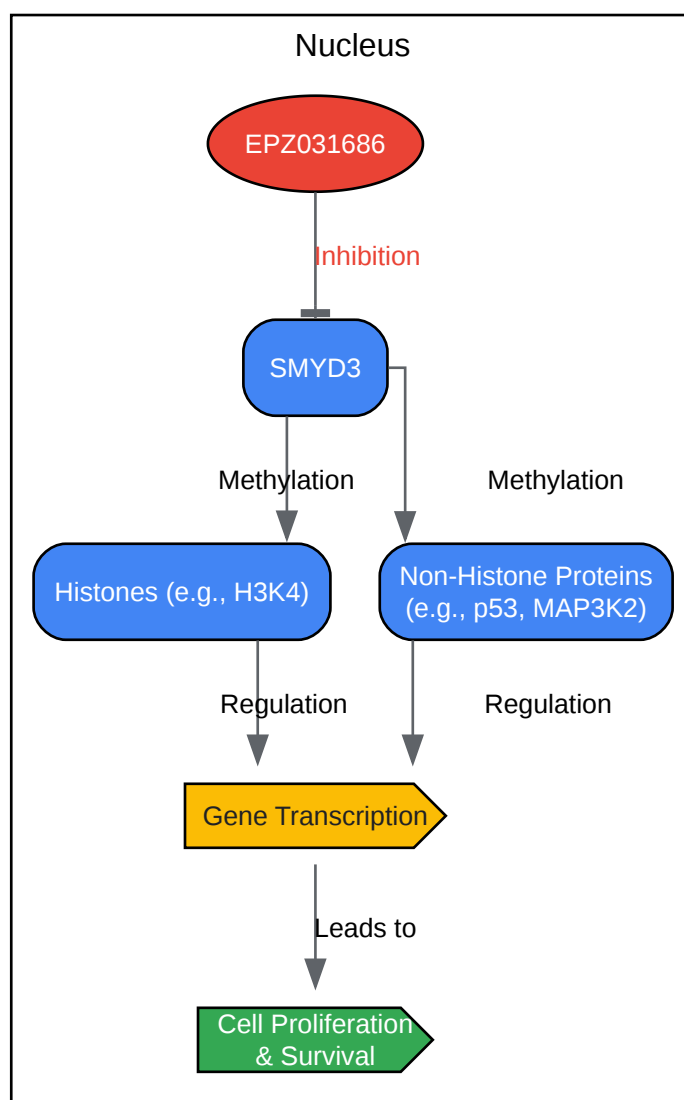 Nucleus
EPZ031686
Inhibition
SMYD3
Methylation
Methylation
Histones (e.g., H3K4)
Non-Histone Proteins
(e.g., p53, MAP3K2)
Regulation
Regulation
Gene Transcription
Leads to
Cell Proliferation
& Survival